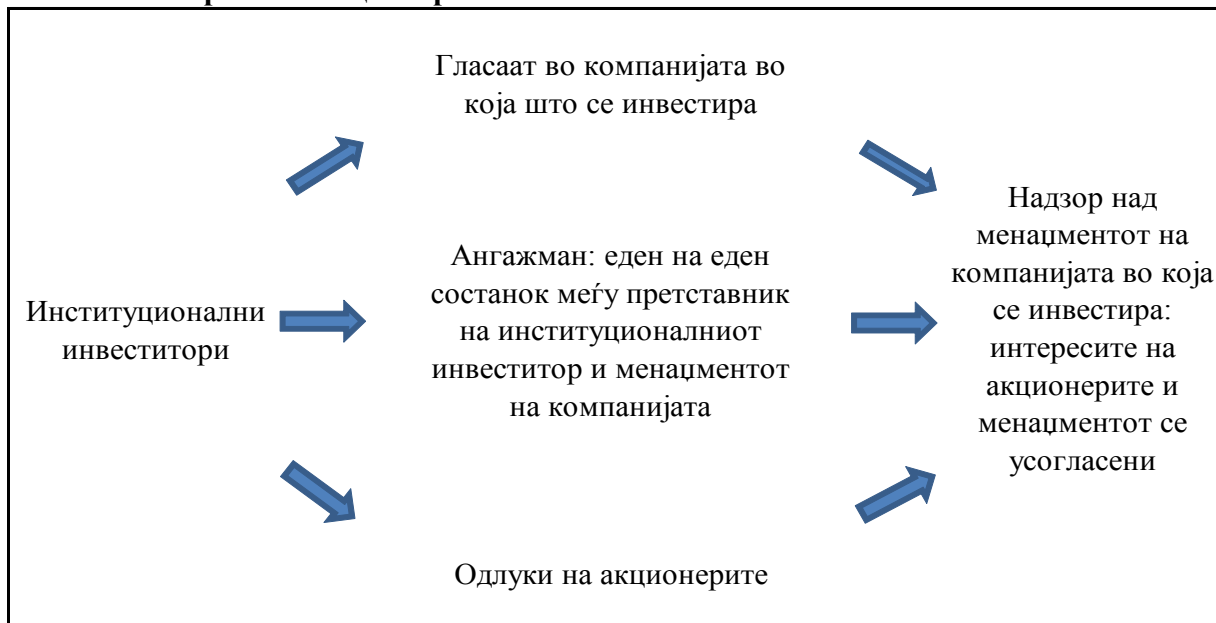 Гласаат во компанијата во
која што се инвестира
Институционални
инвеститори
Ангажман: еден на еден
состанок меѓу претставник
на институционалниот
инвеститор и менаџментот
на компанијата
Одлуки на акционерите
Надзор над
менаџментот на
компанијата во која
се инвестира:
интересите на
акционерите и
менаџментот се
усогласени